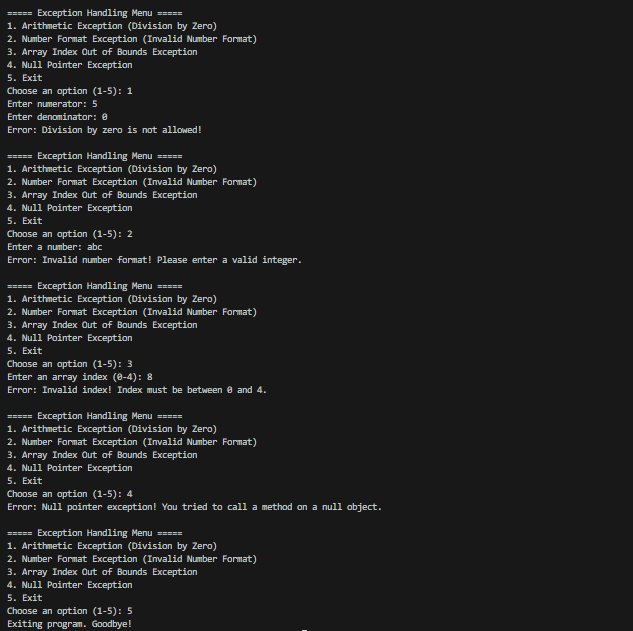 ===== Exception Handling Menu =====
1. Arithmetic Exception (Division by Zero)
2. Number Format Exception (Invalid Number Format)
3. Array Index Out of Bounds Exception
4. Null Pointer Exception
5. Exit
Choose an option (1-5): 1
Enter numerator: 5
Enter denominator: 0
Error: Division by zero is not allowed!

===== Exception Handling Menu =====
1. Arithmetic Exception (Division by Zero)
2. Number Format Exception (Invalid Number Format)
3. Array Index Out of Bounds Exception
4. Null Pointer Exception
5. Exit
Choose an option (1-5): 2
Enter a number: abc
Error: Invalid number format! Please enter a valid integer.

===== Exception Handling Menu =====
1. Arithmetic Exception (Division by Zero)
2. Number Format Exception (Invalid Number Format)
3. Array Index Out of Bounds Exception
4. Null Pointer Exception
5. Exit
Choose an option (1-5): 3
Enter an array index (0-4): 8
Error: Invalid index! Index must be between 0 and 4.

===== Exception Handling Menu =====
1. Arithmetic Exception (Division by Zero)
2. Number Format Exception (Invalid Number Format)
3. Array Index Out of Bounds Exception
4. Null Pointer Exception
5. Exit
Choose an option (1-5): 4
Error: Null pointer exception! You tried to call a method on a null object.

===== Exception Handling Menu =====
1. Arithmetic Exception (Division by Zero)
2. Number Format Exception (Invalid Number Format)
3. Array Index Out of Bounds Exception
4. Null Pointer Exception
5. Exit
Choose an option (1-5): 5
Exiting program. Goodbye!